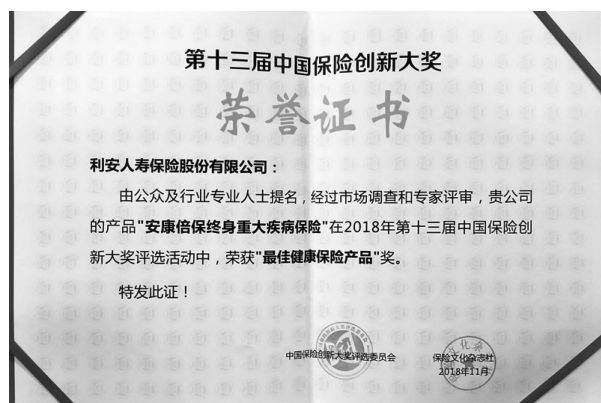 第十三届中国保险创新大奖
荣誉证书
利安人寿保险股份有限公司：
由公众及行业专业人士提名，经过市场调查和专家评审，贵公司
的产品"安康倍保终身重大疾病保险"在2018年第十三届中国保险创
新大奖评选活动中，荣获"最佳健康保险产品"奖。
特发此证！
中国保险创新大奖评选委员会
保险文化杂志社
2018年11月